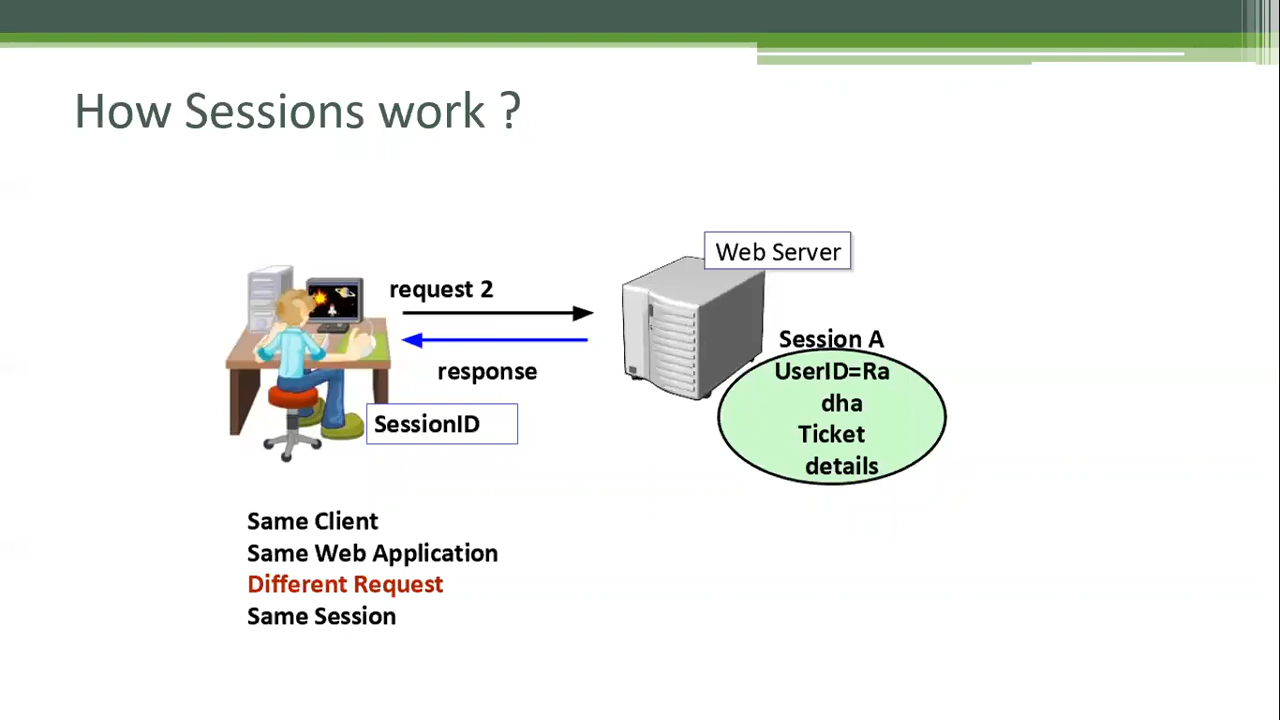 How Sessions work ?
Web Server
request 2
Session A
response
UserID=Ra
dha
Ticket
details
SessionID
Same Client
Same Web Application
Different Request
Same Session